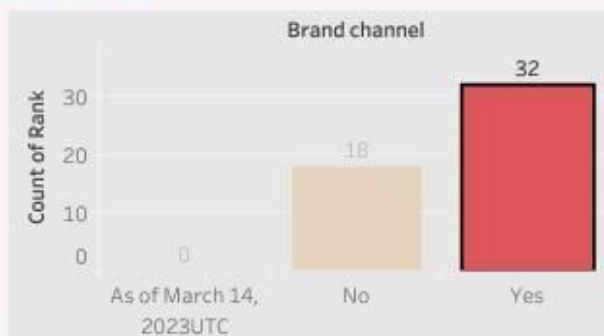 Brand channel
32
30
Count of Rank
20
18
10
0
0
As of March 14,
2023UTC
No
Yes